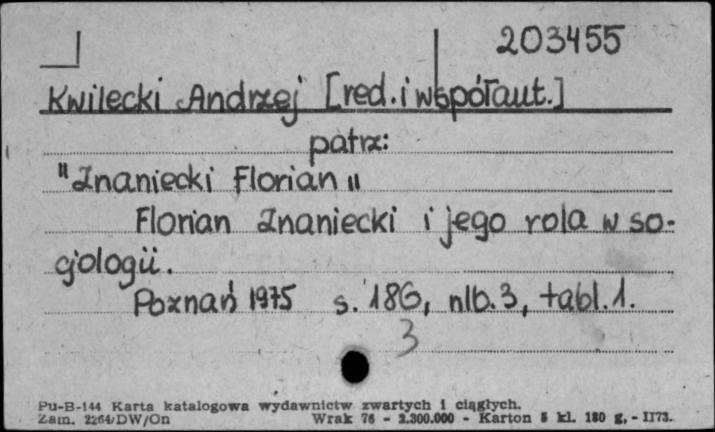 203455
Kwilecki Andrzej [red. i współaut.]
patrz:
"Znaniecki Florian"
Florian Znaniecki i jego rola w so-
cjologii.
Poznań 1975 s. 186, nlb. 3, tabl. 1.
3
Pu-B-144 Karta katalogowa wydawnictw zwartych i ciągłych.
Zam. 2264/DW/On Wrak 76 - 2.300.000 - Karton 5 kl. 180 g. - II73.